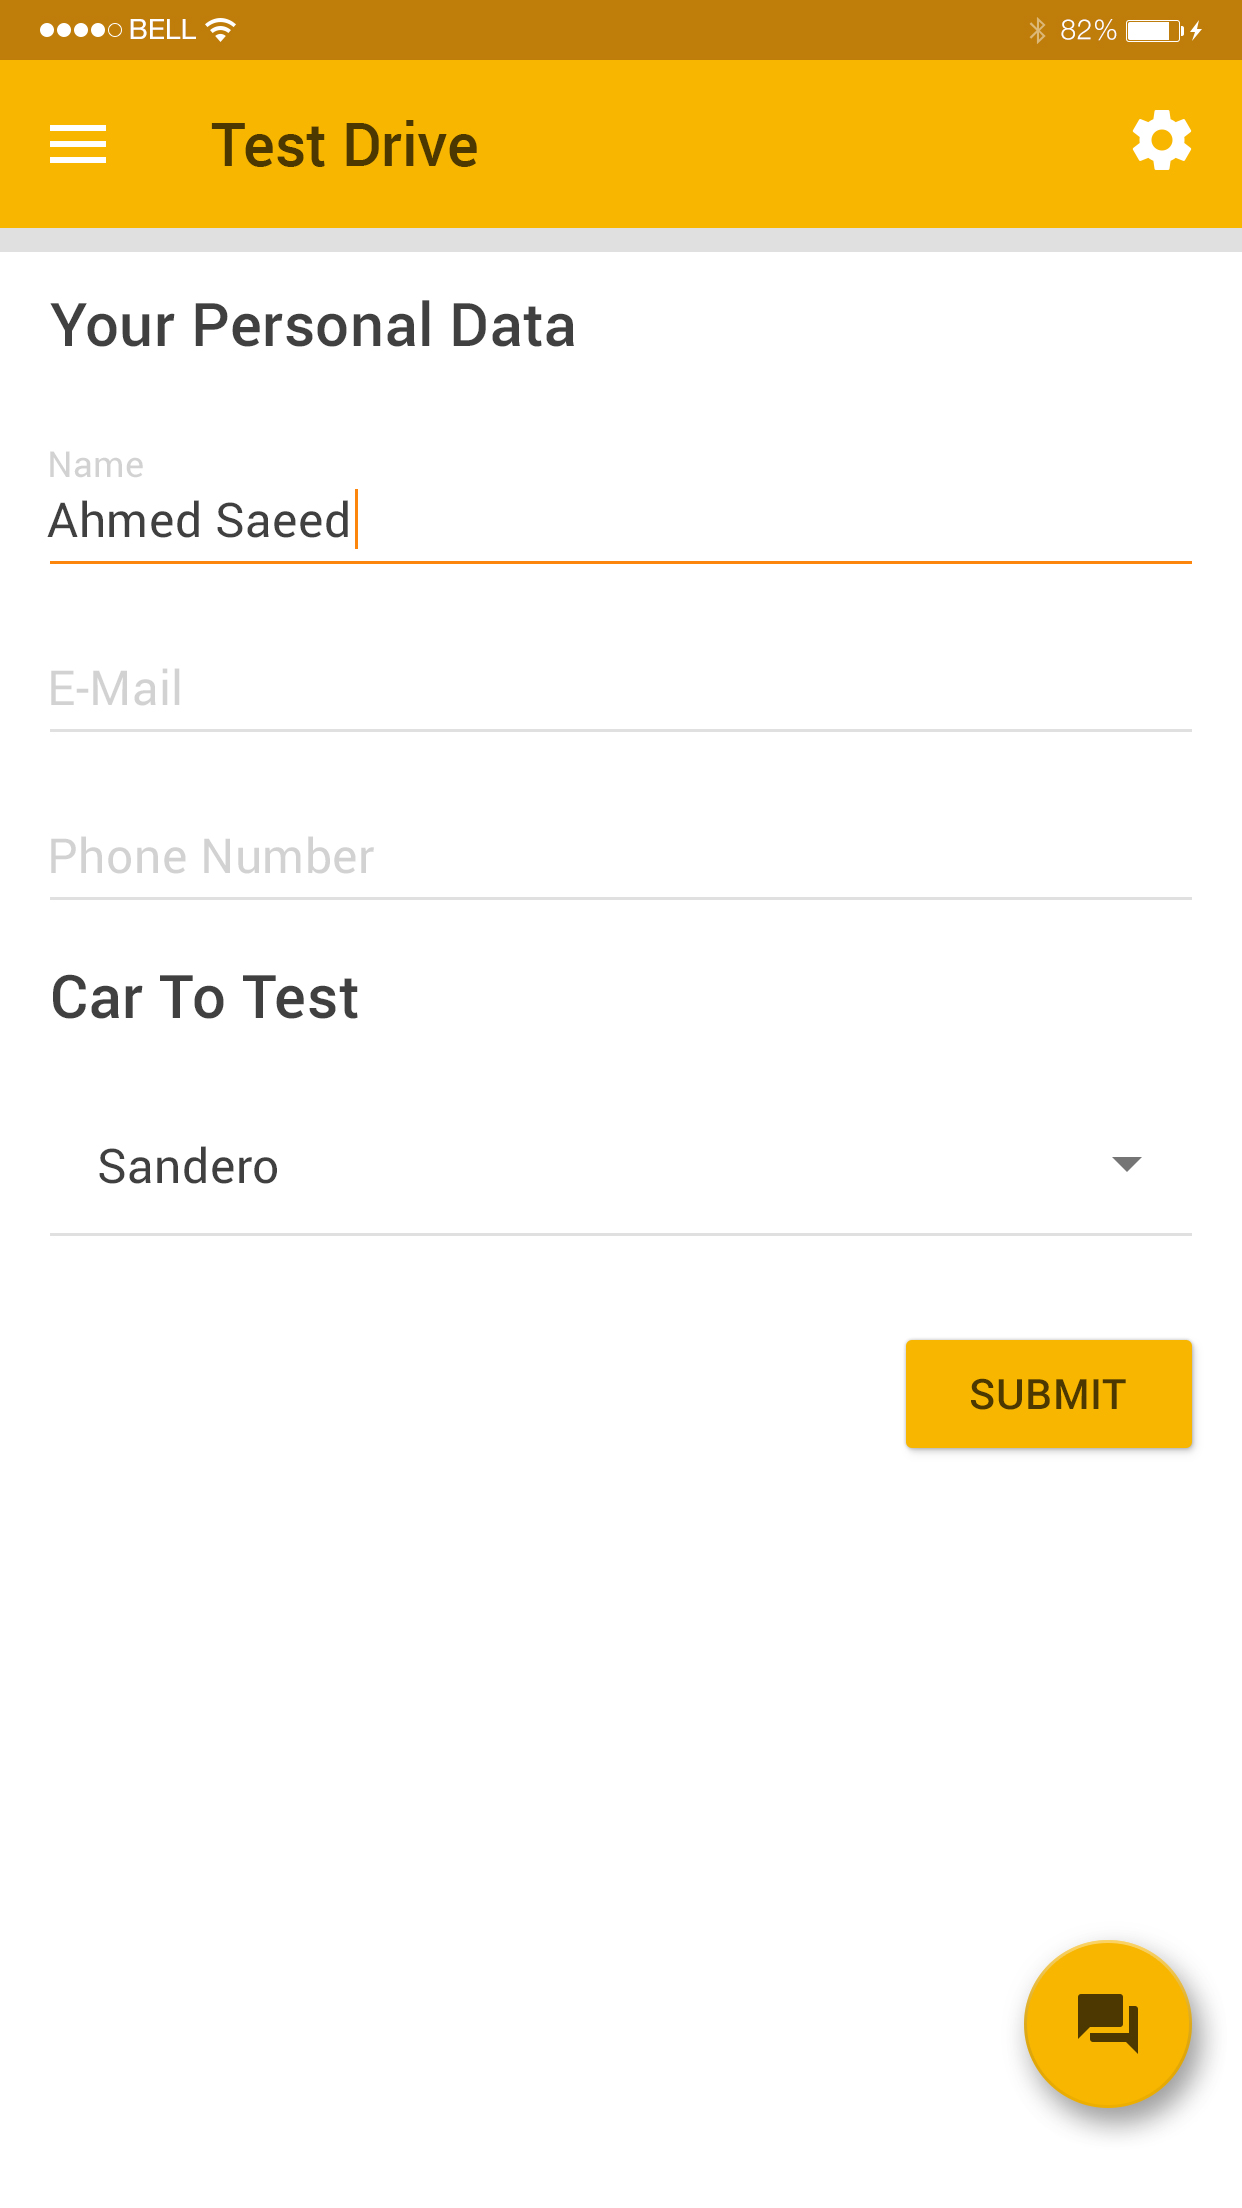 BELL 82%
Test Drive
Your Personal Data
Name
Ahmed Saeed
E-Mail
Phone Number
Car To Test
Sandero
SUBMIT